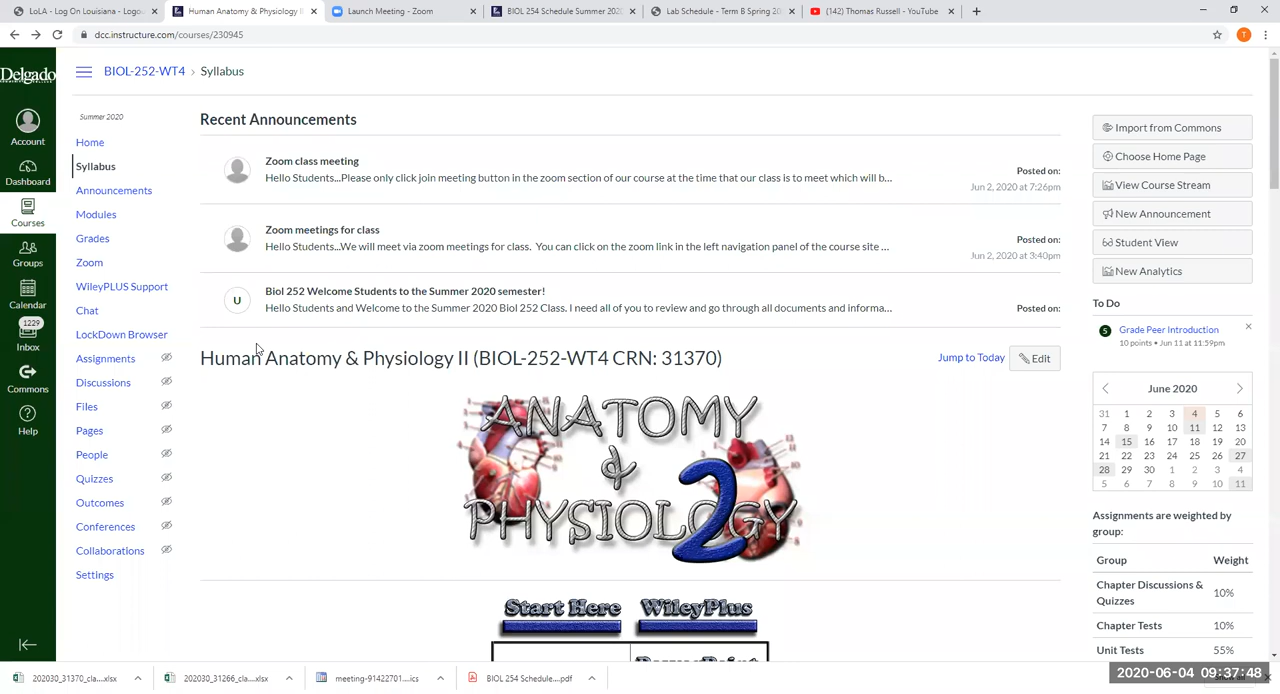 LoLA - Log On Louisiana - Logou
Human Anatomy & Physiology II
Launch Meeting - Zoom
BIOL 254 Schedule Summer 202
Lab Schedule - Term B Spring 20
(142) Thomas Russell - YouTube
dcc.instructure.com/courses/230945
T
Delgado
BIOL-252-WT4 › Syllabus
Account
Dashboard
Courses
Groups
Calendar
1229
Inbox
Commons
Help
Summer 2020
Home
Syllabus
Announcements
Modules
Grades
Zoom
WileyPLUS Support
Chat
LockDown Browser
Assignments
Discussions
Files
Pages
People
Quizzes
Outcomes
Conferences
Collaborations
Settings
Recent Announcements
Zoom class meeting
Hello Students...Please only click join meeting button in the zoom section of our course at the time that our class is to meet which will b...
Posted on:
Jun 2, 2020 at 7:26pm
Zoom meetings for class
Hello Students...We will meet via zoom meetings for class. You can click on the zoom link in the left navigation panel of the course site ...
Posted on:
Jun 2, 2020 at 3:40pm
U
Biol 252 Welcome Students to the Summer 2020 semester!
Hello Students and Welcome to the Summer 2020 Biol 252 Class. I need all of you to review and go through all documents and informa...
Posted on:
Human Anatomy & Physiology II (BIOL-252-WT4 CRN: 31370)
Jump to Today
Edit
ANATOMY
&
PHYSIOLOGY
2
Start Here
WileyPlus
Import from Commons
Choose Home Page
View Course Stream
New Announcement
Student View
New Analytics
To Do
5
Grade Peer Introduction
10 points • Jun 11 at 11:59pm
June 2020
31 1 2 3 4 5 6
7 8 9 10 11 12 13
14 15 16 17 18 19 20
21 22 23 24 25 26 27
28 29 30 1 2 3 4
5 6 7 8 9 10 11
Assignments are weighted by
group:
Group Weight
Chapter Discussions &
Quizzes
10%
Chapter Tests 10%
Unit Tests 55%
202030_31370_cla....xlsx
202030_31266_cla....xlsx
meeting-91422701....ics
BIOL 254 Schedule....pdf
2020-06-04 09:37:48